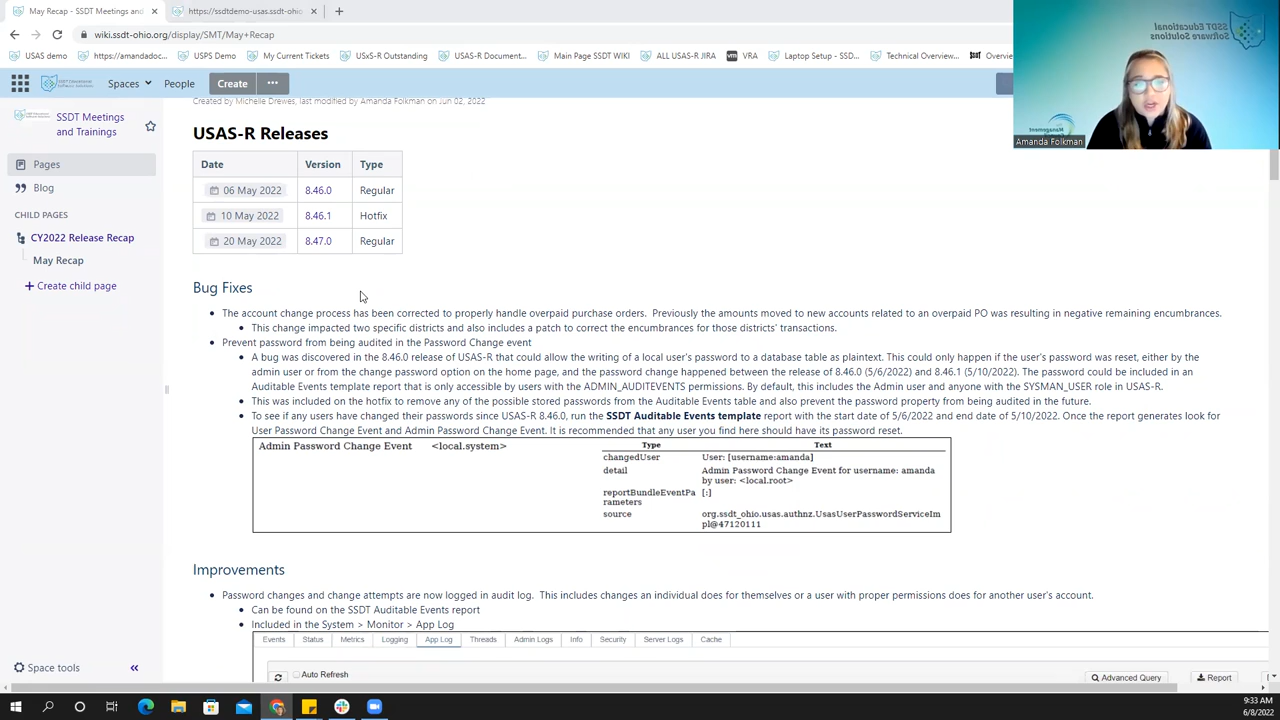 May Recap - SSDT Meetings and Tr
https://ssdtdemo-usas.ssdt-ohio.
wiki.ssdt-ohio.org/display/SMT/May+Recap
USAS demo
https://amandadoc...
USPS Demo
My Current Tickets
USxS-R Outstanding
USAS-R Document...
Main Page SSDT WIKI
ALL USAS-R JIRA
VRA
Laptop Setup - SSD...
Technical Overview...
Overvie
Spaces
People
Create
SSDT Educational
Software Solutions
Management
Amanda Folkman
SSDT Meetings
and Trainings
Pages
Blog
CHILD PAGES
CY2022 Release Recap
May Recap
Create child page
Space tools
Created by Michelle Drewes, last modified by Amanda Folkman on Jun 02, 2022
USAS-R Releases
Date Version Type
06 May 2022 8.46.0 Regular
10 May 2022 8.46.1 Hotfix
20 May 2022 8.47.0 Regular
Bug Fixes
The account change process has been corrected to properly handle overpaid purchase orders. Previously the amounts moved to new accounts related to an overpaid PO was resulting in negative remaining encumbrances.
This change impacted two specific districts and also includes a patch to correct the encumbrances for those districts' transactions.
Prevent password from being audited in the Password Change event
A bug was discovered in the 8.46.0 release of USAS-R that could allow the writing of a local user's password to a database table as plaintext. This could only happen if the user's password was reset, either by the
admin user or from the change password option on the home page, and the password change happened between the release of 8.46.0 (5/6/2022) and 8.46.1 (5/10/2022). The password could be included in an
Auditable Events template report that is only accessible by users with the ADMIN_AUDITEVENTS permissions. By default, this includes the Admin user and anyone with the SYSMAN_USER role in USAS-R.
This was included on the hotfix to remove any of the possible stored passwords from the Auditable Events table and also prevent the password property from being audited in the future.
To see if any users have changed their passwords since USAS-R 8.46.0, run the SSDT Auditable Events template report with the start date of 5/6/2022 and end date of 5/10/2022. Once the report generates look for
User Password Change Event and Admin Password Change Event. It is recommended that any user you find here should have its password reset.
Admin Password Change Event <local.system>
Type Text
changedUser User: [username:amanda]
detail Admin Password Change Event for username: amanda
by user: <local.root>
reportBundleEventPa [:]
rameters
source org.ssdt_ohio.usas.authnz.UsasUserPasswordServiceIm
pl@47120111
Improvements
Password changes and change attempts are now logged in audit log. This includes changes an individual does for themselves or a user with proper permissions does for another user's account.
Can be found on the SSDT Auditable Events report
Included in the System > Monitor > App Log
Events Status Metrics Logging App Log Threads Admin Logs Info Security Server Logs Cache
Auto Refresh
Advanced Query
Report
9:33 AM
6/8/2022